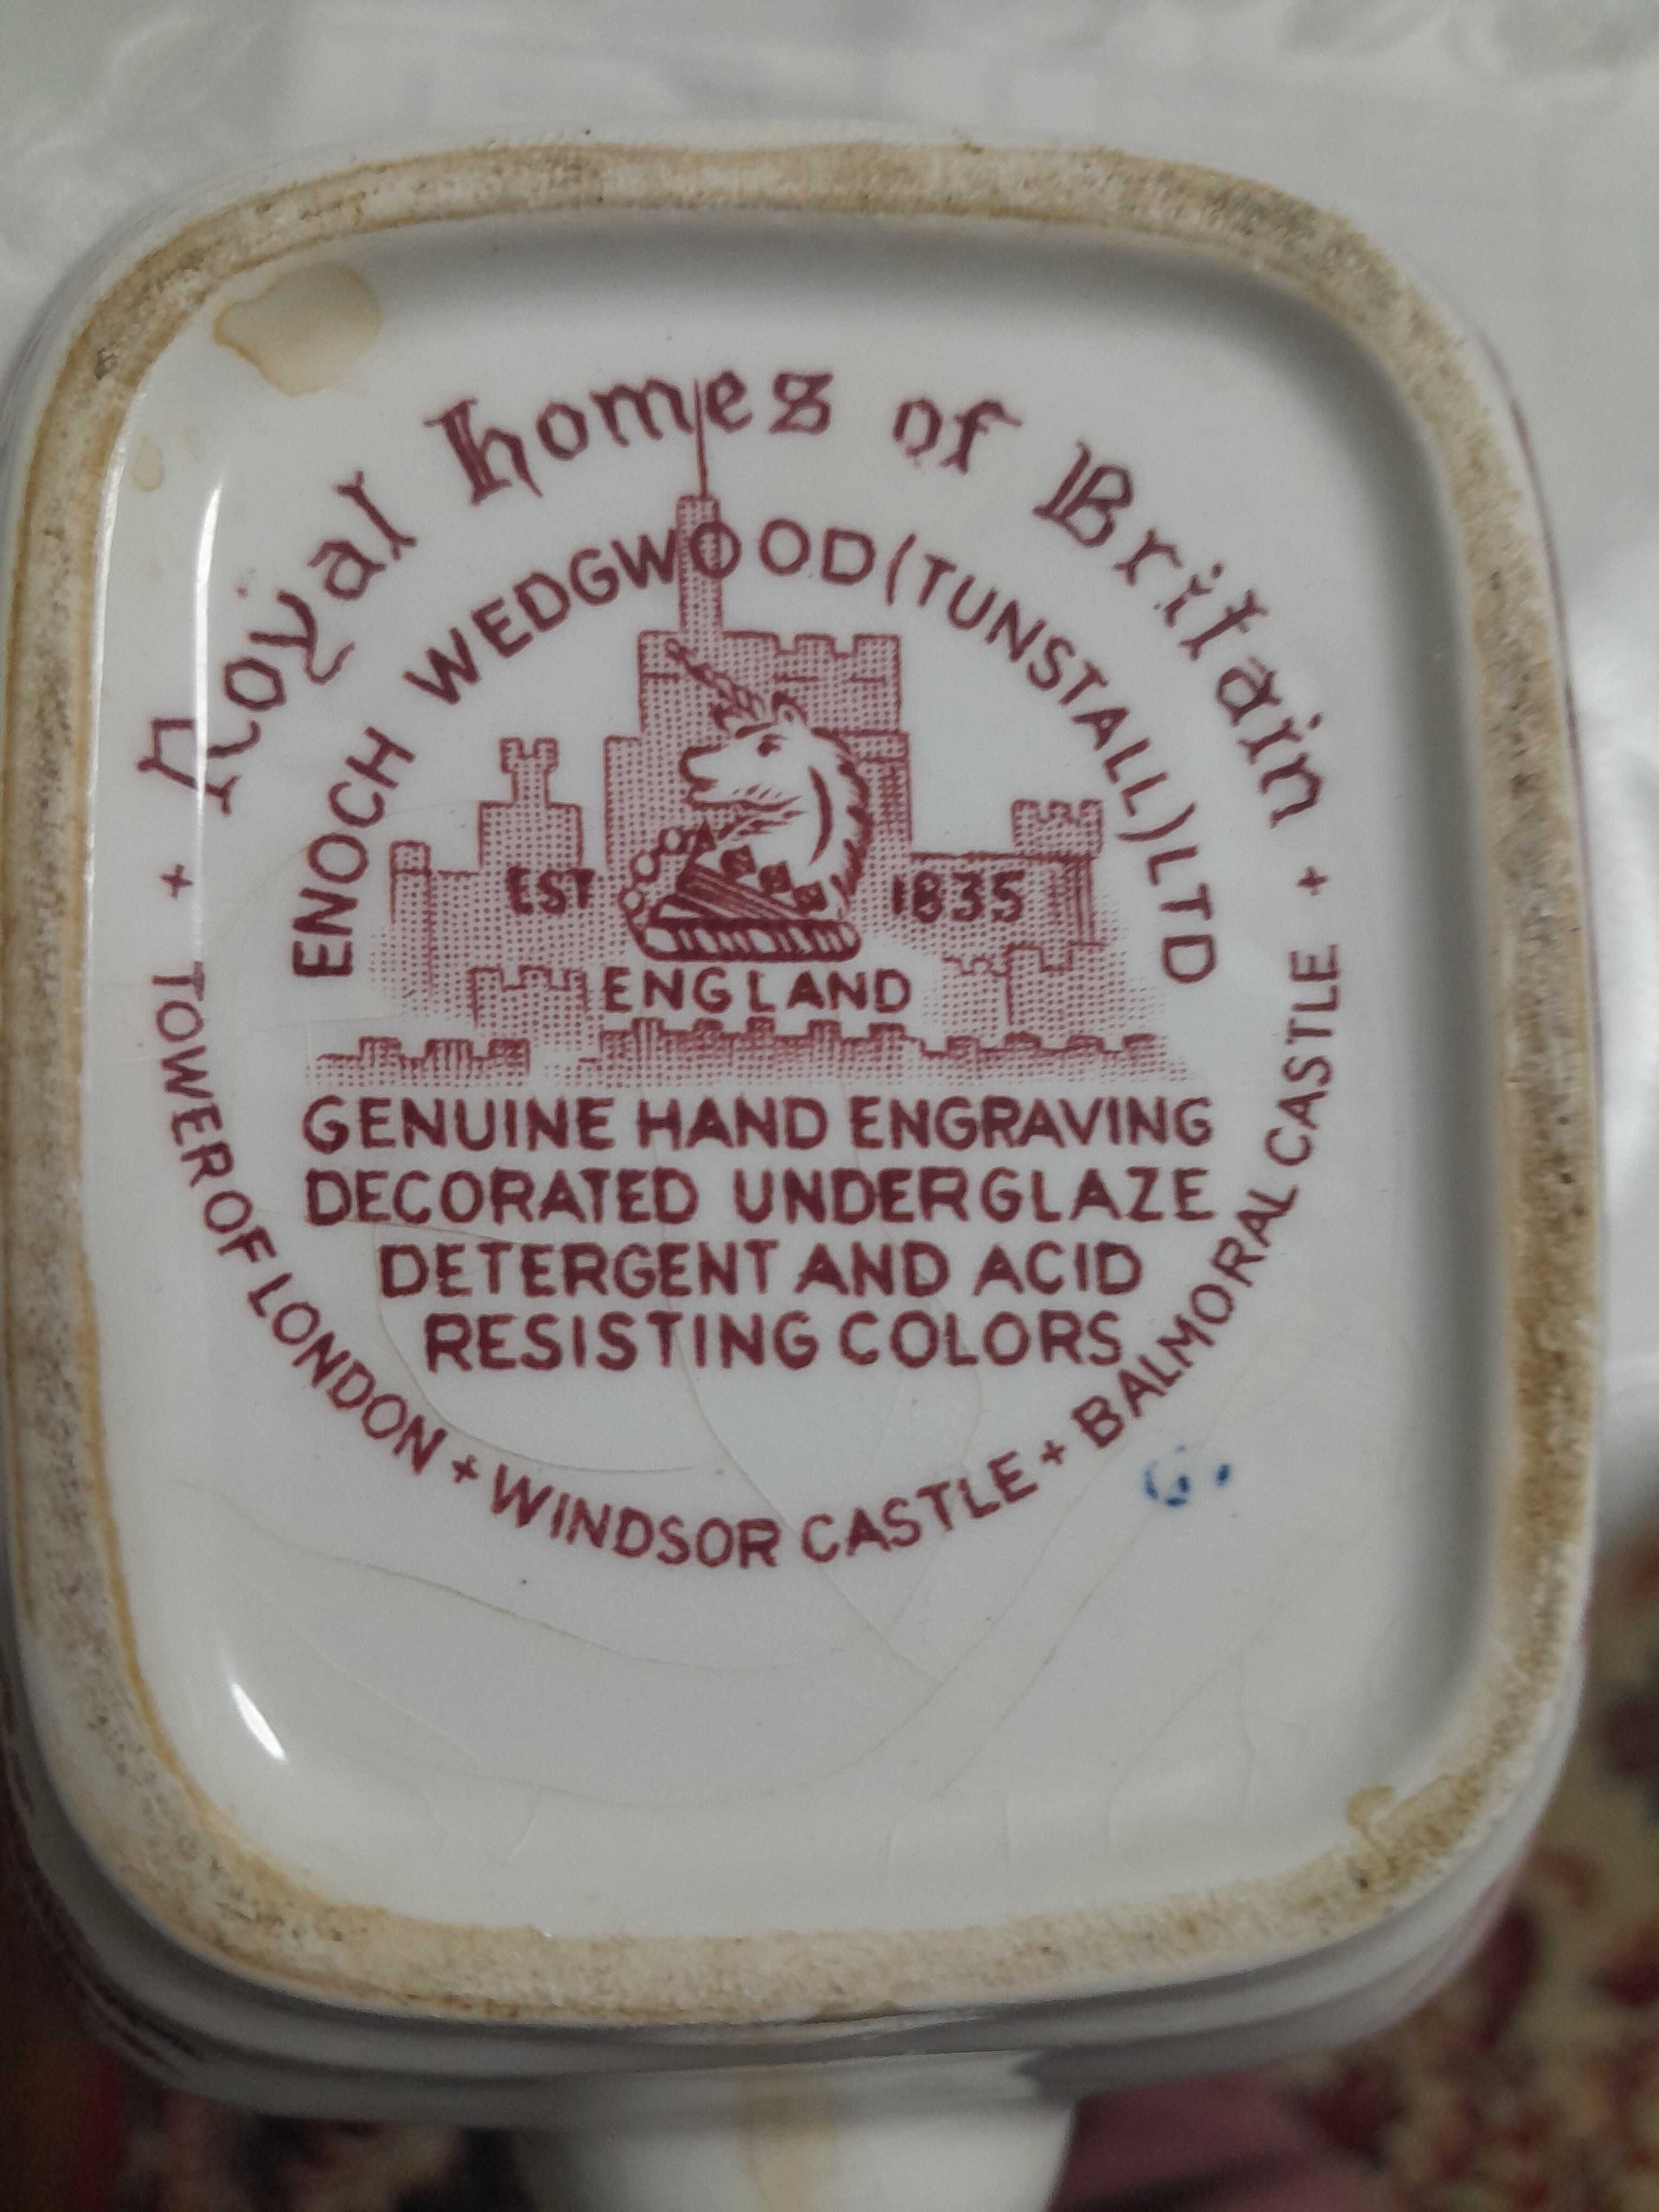 Royal homes of Britain
ENOCH WEDGWOOD (TUNSTALL) LTD
EST 1835
ENGLAND
GENUINE HAND ENGRAVING
DECORATED UNDERGLAZE
DETERGENT AND ACID
RESISTING COLORS
+ TOWER OF LONDON + WINDSOR CASTLE + BALMORAL CASTLE +